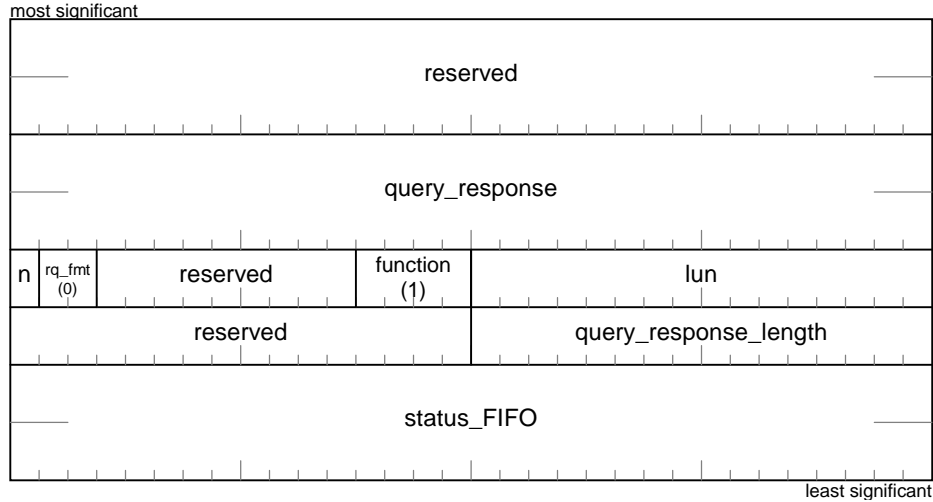 most significant
reserved
query_response
n
rq_fmt
(0)
reserved
function
(1)
lun
reserved
query_response_length
status_FIFO
least significant